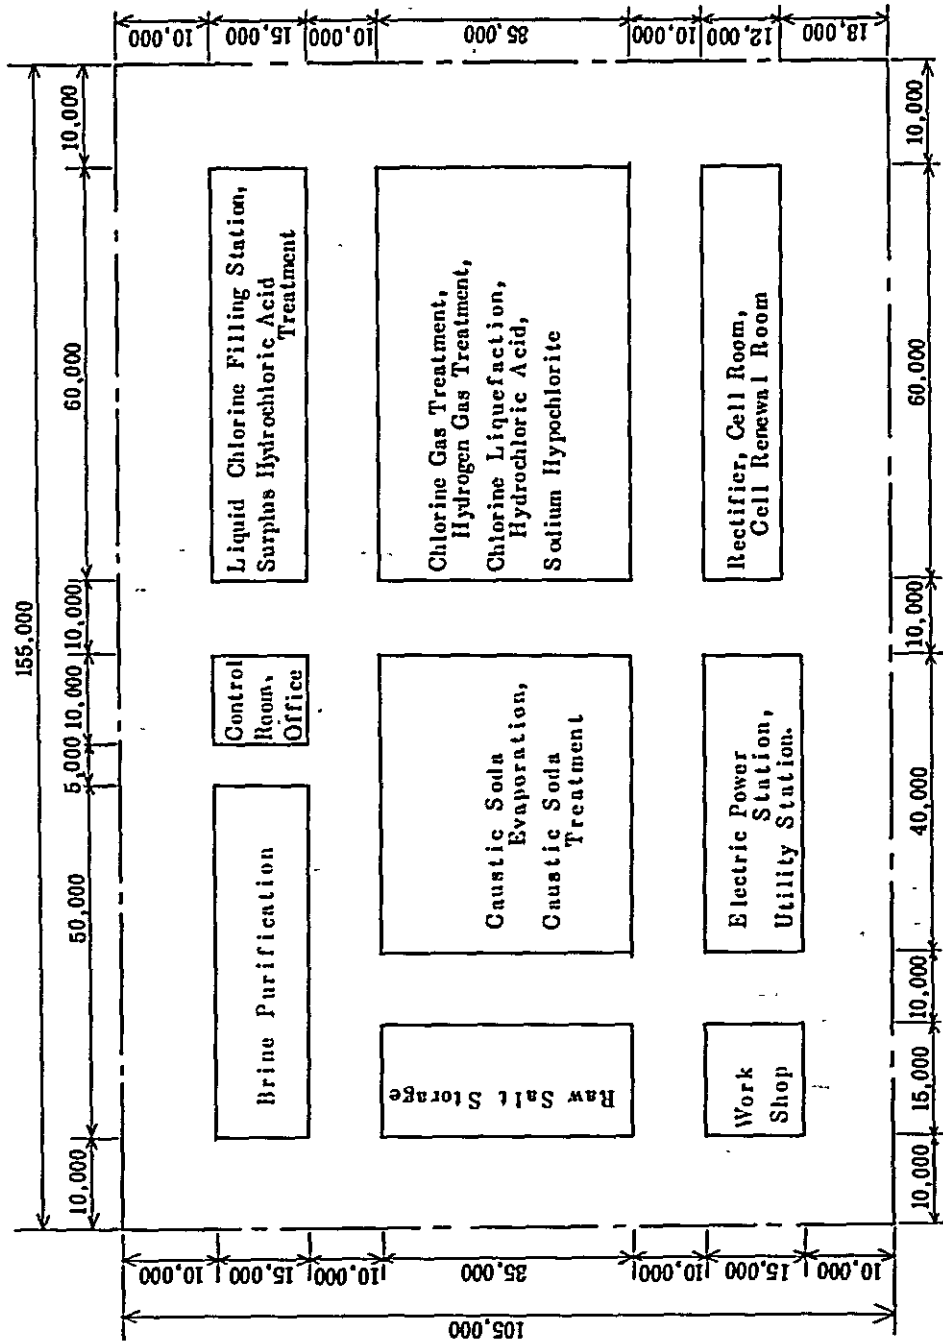 155,000
10,000
50,000
5,000
10,000
10,000
60,000
10,000
105,000
10,000
15,000
10,000
35,000
10,000
15,000
10,000
Brine Purification
Control
Room,
Office
Liquid Chlorine Filling Station,
Surplus Hydrochloric Acid
Treatment
Raw Salt Storage
Caustic Soda
Evaporation,
Caustic Soda
Treatment
Chlorine Gas Treatment,
Hydrogen Gas Treatment,
Chlorine Liquefaction,
Hydrochloric Acid,
Sodium Hypochlorite
Work
Shop
Electric Power
Station,
Utility Station.
Rectifier, Cell Room,
Cell Renewal Room
10,000
15,000
10,000
85,000
10,000
12,000
18,000
10,000
15,000
10,000
40,000
10,000
60,000
10,000